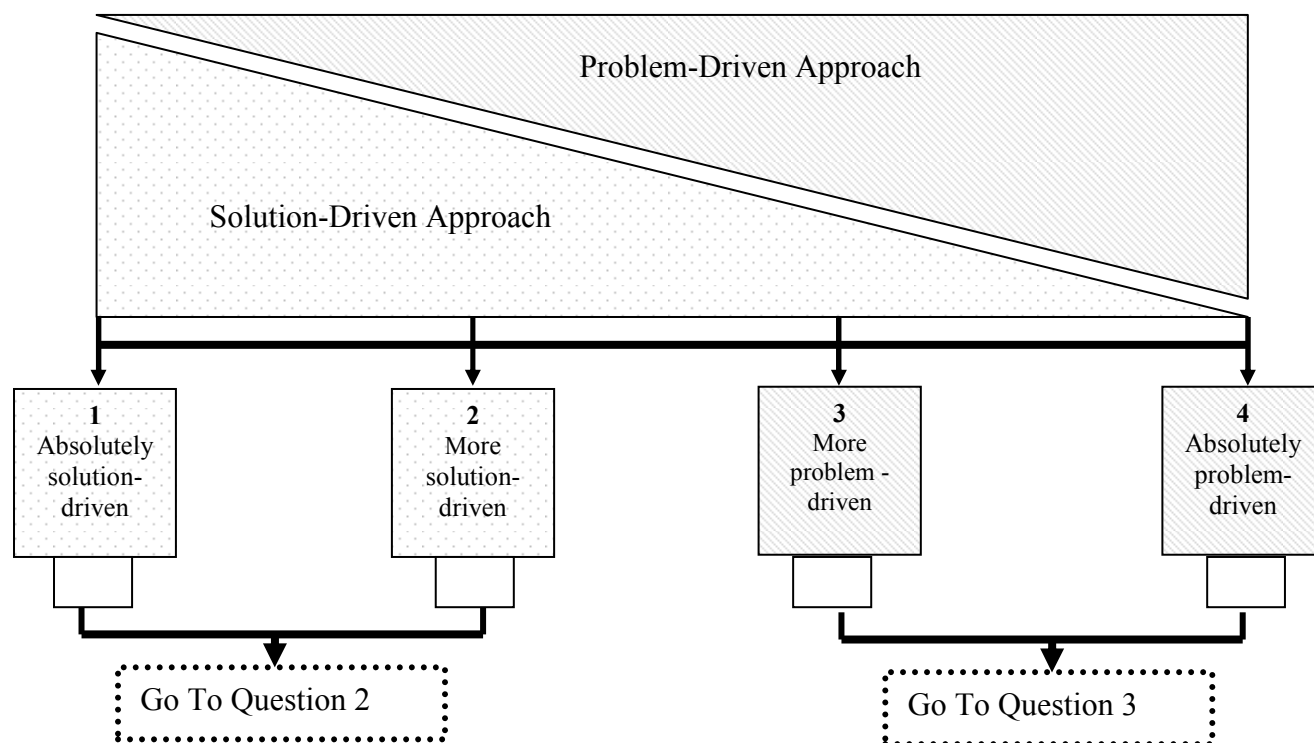 Problem-Driven Approach
Solution-Driven Approach
1
Absolutely
solution-
driven
2
More
solution-
driven
3
More
problem -
driven
4
Absolutely
problem-
driven
Go To Question 2
Go To Question 3